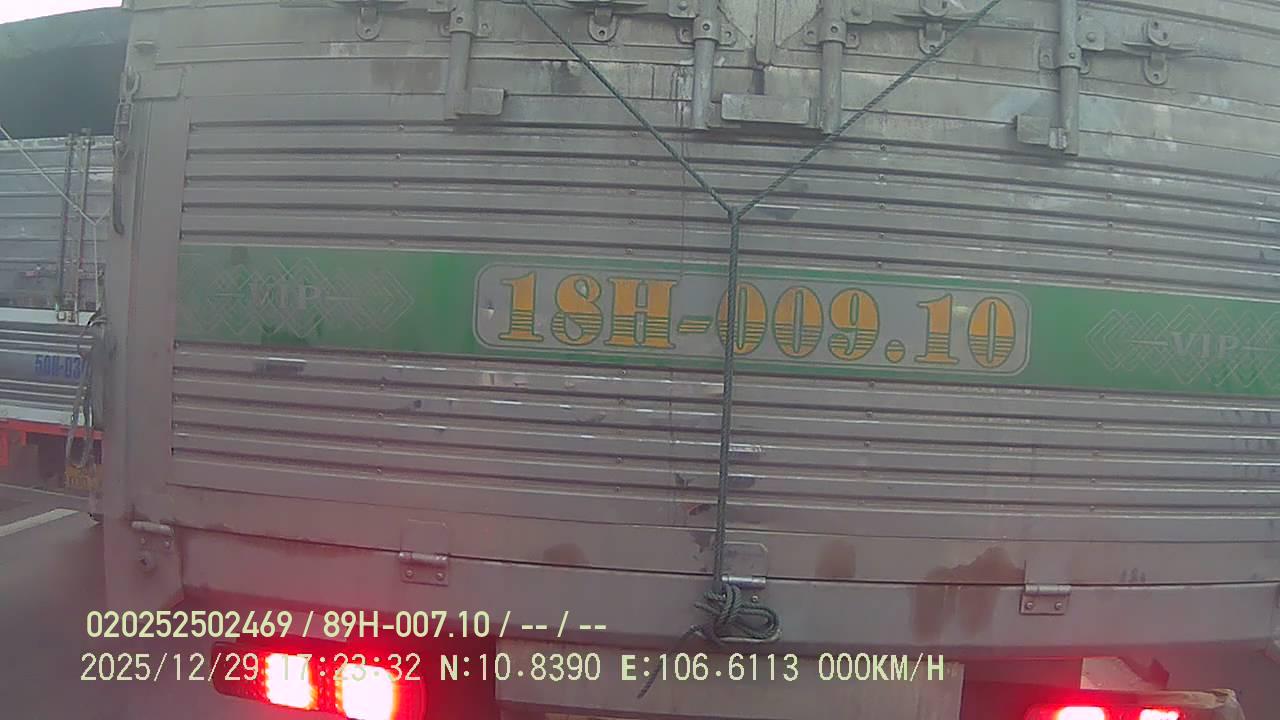 VIP
18H-009.10
VIP
020252502469 / 89H-007.10 / -- / --
2025/12/29 17:23:32 N:10.8390 E:106.6113 000KM/H